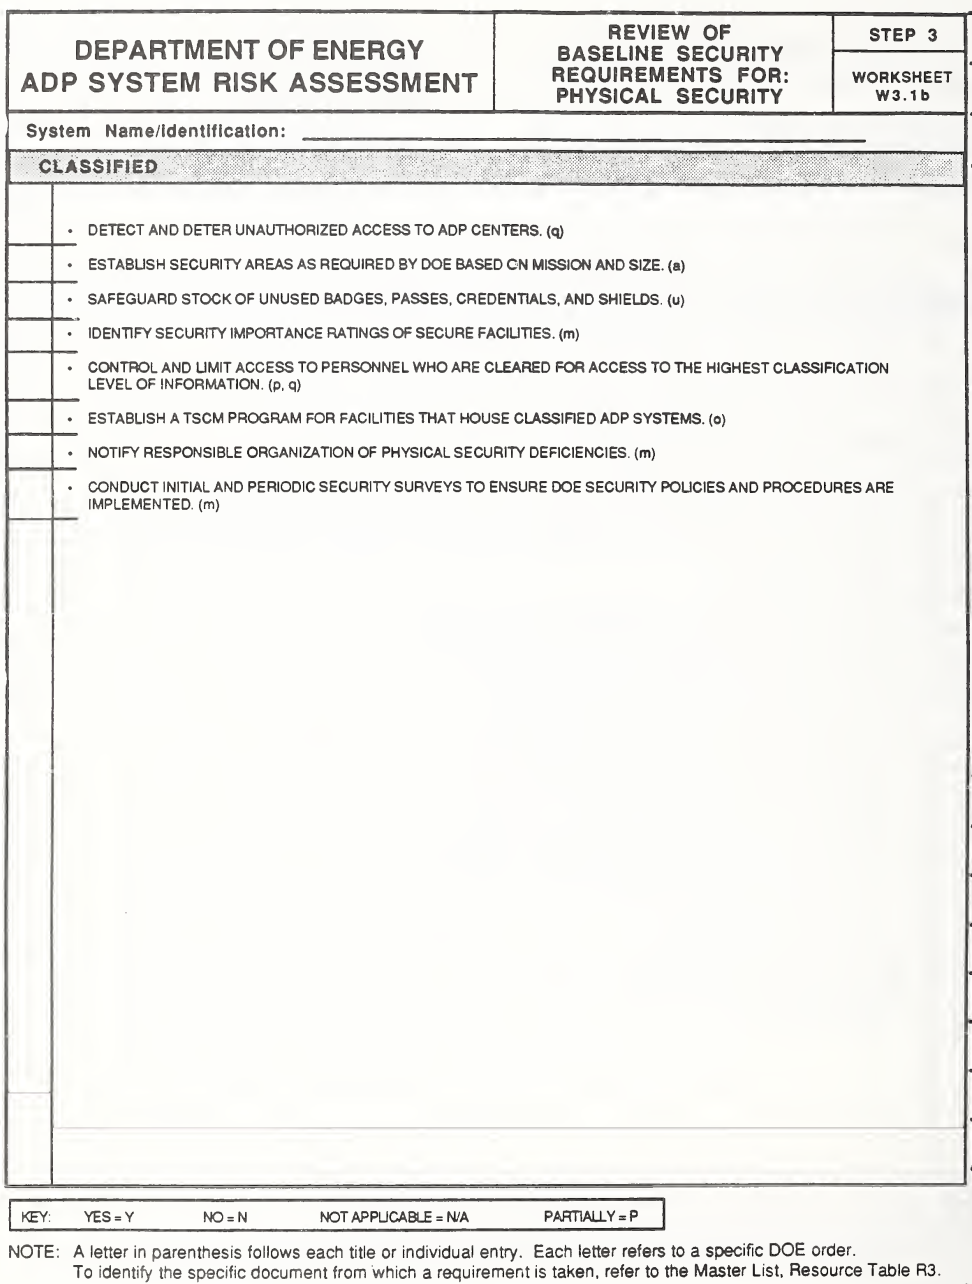 DEPARTMENT OF ENERGY
ADP SYSTEM RISK ASSESSMENT
REVIEW OF
BASELINE SECURITY
REQUIREMENTS FOR:
PHYSICAL SECURITY
STEP 3
WORKSHEET
W3.1b
System Name/Identification:
CLASSIFIED
• DETECT AND DETER UNAUTHORIZED ACCESS TO ADP CENTERS. (q)
• ESTABLISH SECURITY AREAS AS REQUIRED BY DOE BASED ON MISSION AND SIZE. (a)
• SAFEGUARD STOCK OF UNUSED BADGES, PASSES, CREDENTIALS, AND SHIELDS. (u)
• IDENTIFY SECURITY IMPORTANCE RATINGS OF SECURE FACILITIES. (m)
• CONTROL AND LIMIT ACCESS TO PERSONNEL WHO ARE CLEARED FOR ACCESS TO THE HIGHEST CLASSIFICATION
LEVEL OF INFORMATION. (p, q)
• ESTABLISH A TSCM PROGRAM FOR FACILITIES THAT HOUSE CLASSIFIED ADP SYSTEMS. (o)
• NOTIFY RESPONSIBLE ORGANIZATION OF PHYSICAL SECURITY DEFICIENCIES. (m)
• CONDUCT INITIAL AND PERIODIC SECURITY SURVEYS TO ENSURE DOE SECURITY POLICIES AND PROCEDURES ARE
IMPLEMENTED. (m)
KEY: YES = Y NO = N NOT APPLICABLE = N/A PARTIALLY = P
NOTE: A letter in parenthesis follows each title or individual entry. Each letter refers to a specific DOE order.
To identify the specific document from which a requirement is taken, refer to the Master List, Resource Table R3.